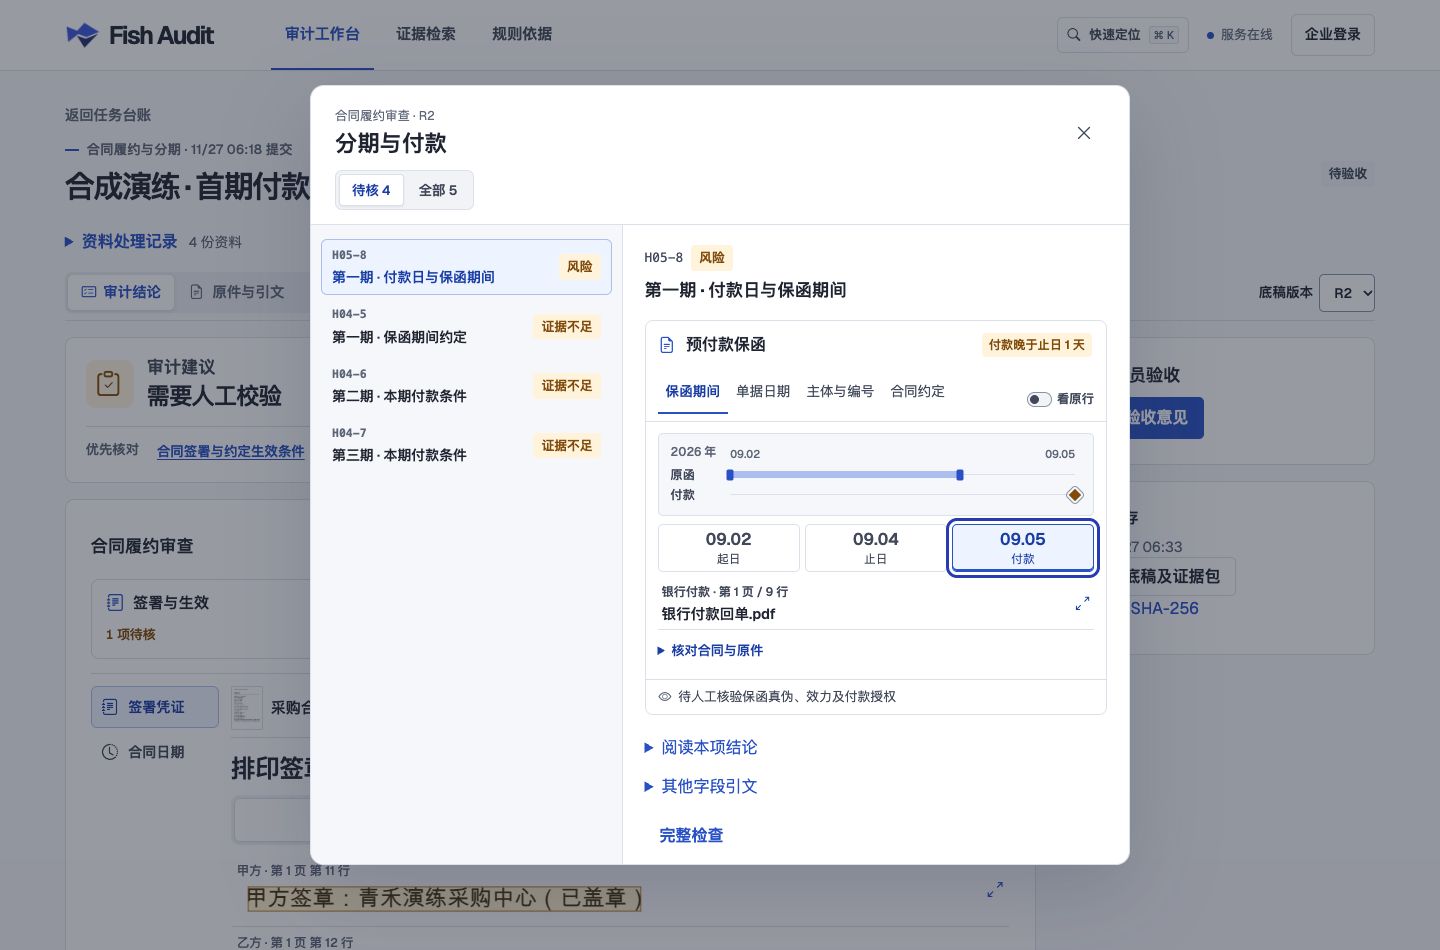 Fish Audit
审计工作台
证据检索
规则依据
快速定位 ⌘ K
服务在线
企业登录
返回任务台账
合同履约与分期 · 11/27 06:18 提交
合成演练 · 首期付款
待验收
资料处理记录 4 份资料
审计结论
原件与引文
底稿版本 R2
审计建议
需要人工校验
优先核对 合同签署与约定生效条件
员验收
验收意见
合同履约审查
签署与生效
1 项待核
签署凭证
合同日期
采购合
排印签章
甲方 · 第 1 页 第 11 行
甲方签章：青禾演练采购中心（已盖章）
乙方 · 第 1 页 第 12 行
存
27 06:33
底稿及证据包
SHA-256
合同履约审查 · R2
分期与付款
待核 4
全部 5
H05-8
第一期 · 付款日与保函期间
风险
H04-5
第一期 · 保函期间约定
证据不足
H04-6
第二期 · 本期付款条件
证据不足
H04-7
第三期 · 本期付款条件
证据不足
H05-8 风险
第一期 · 付款日与保函期间
预付款保函
付款晚于止日 1 天
保函期间
单据日期
主体与编号
合同约定
看原行
2026 年 09.02 09.05
原函
付款
09.02
起日
09.04
止日
09.05
付款
银行付款 · 第 1 页 / 9 行
银行付款回单.pdf
核对合同与原件
待人工核验保函真伪、效力及付款授权
阅读本项结论
其他字段引文
完整检查